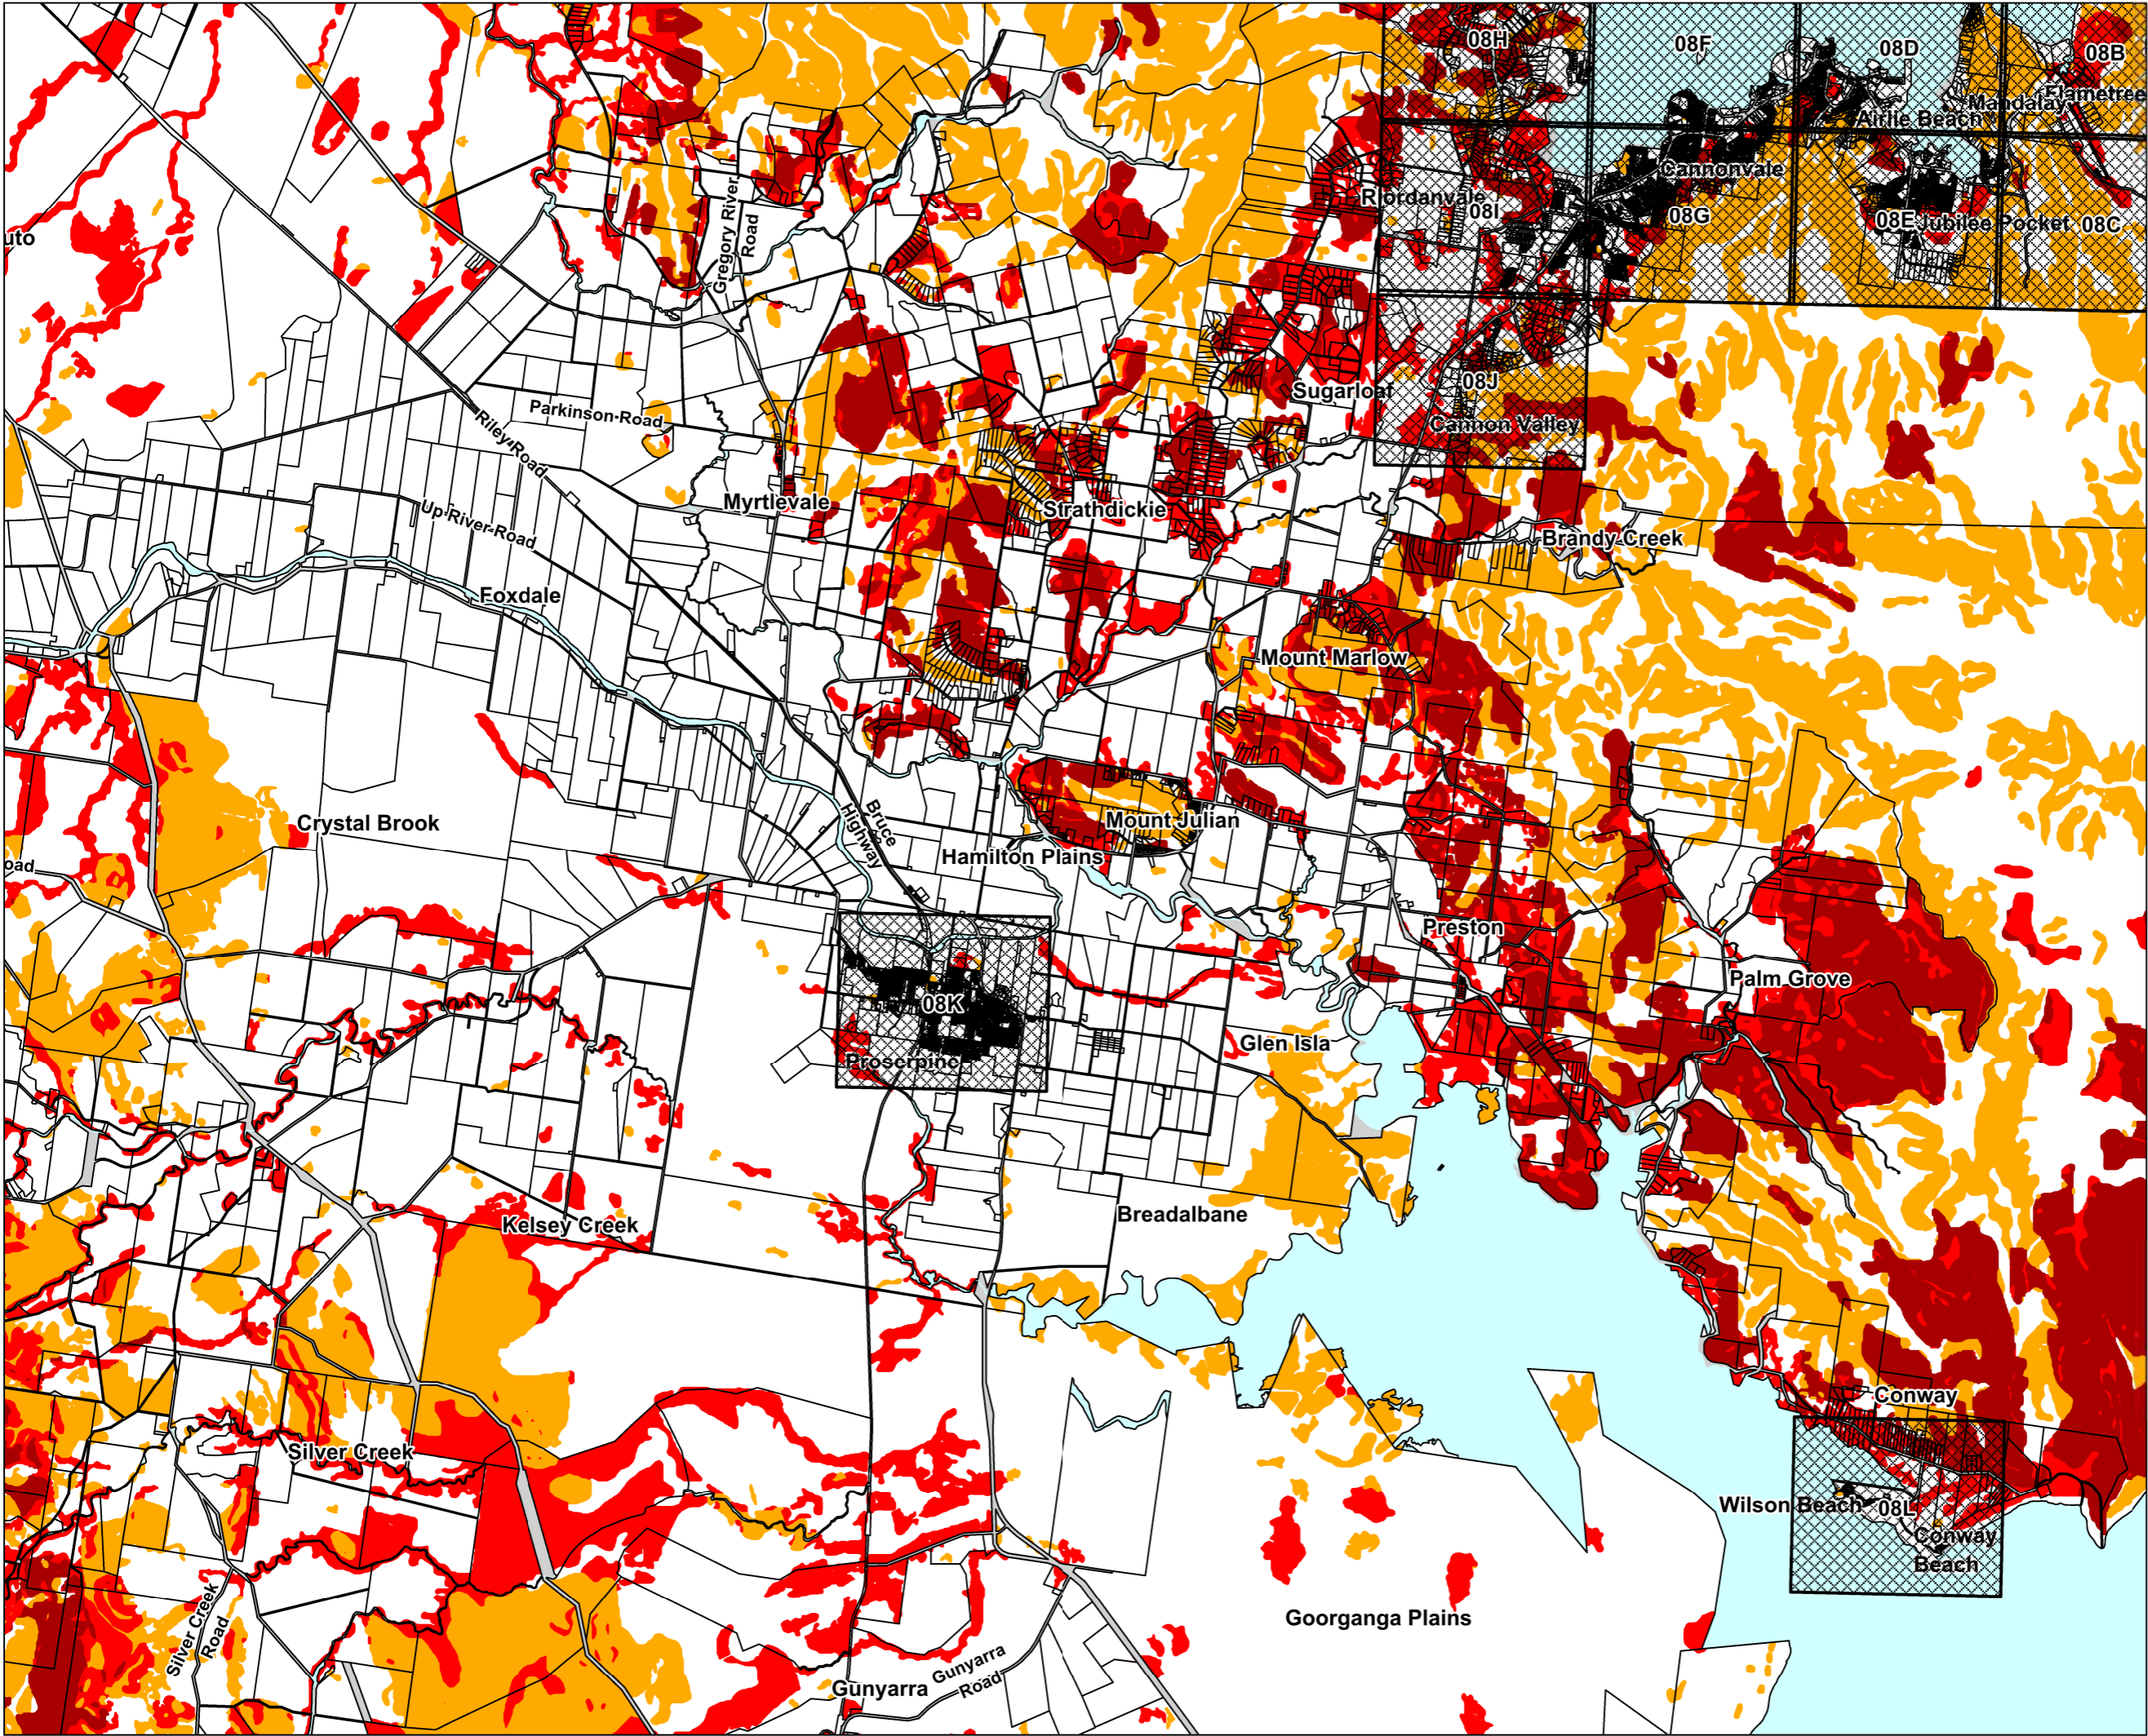 08H
08F
08D
08B
Flametree
Mandalay
Airlie Beach
Cannonvale
Riordanvale
08I
08G
08E
Jubilee Pocket
08C
uto
Gregory River
Road
08J
Sugarloaf
Cannon Valley
Parkinson Road
Riley Road
Up River Road
Myrtlevale
Strathdickie
Brandy Creek
Foxdale
Mount Marlow
Bruce
Highway
Crystal Brook
Mount Julian
Hamilton Plains
oad
Preston
Palm Grove
08K
Glen Isla
Proserpine
Breadalbane
Kelsey Creek
Conway
Silver Creek
Wilson Beach
08L
Conway
Beach
Silver Creek
Road
Goorganga Plains
Gunyarra
Gunyarra
Road